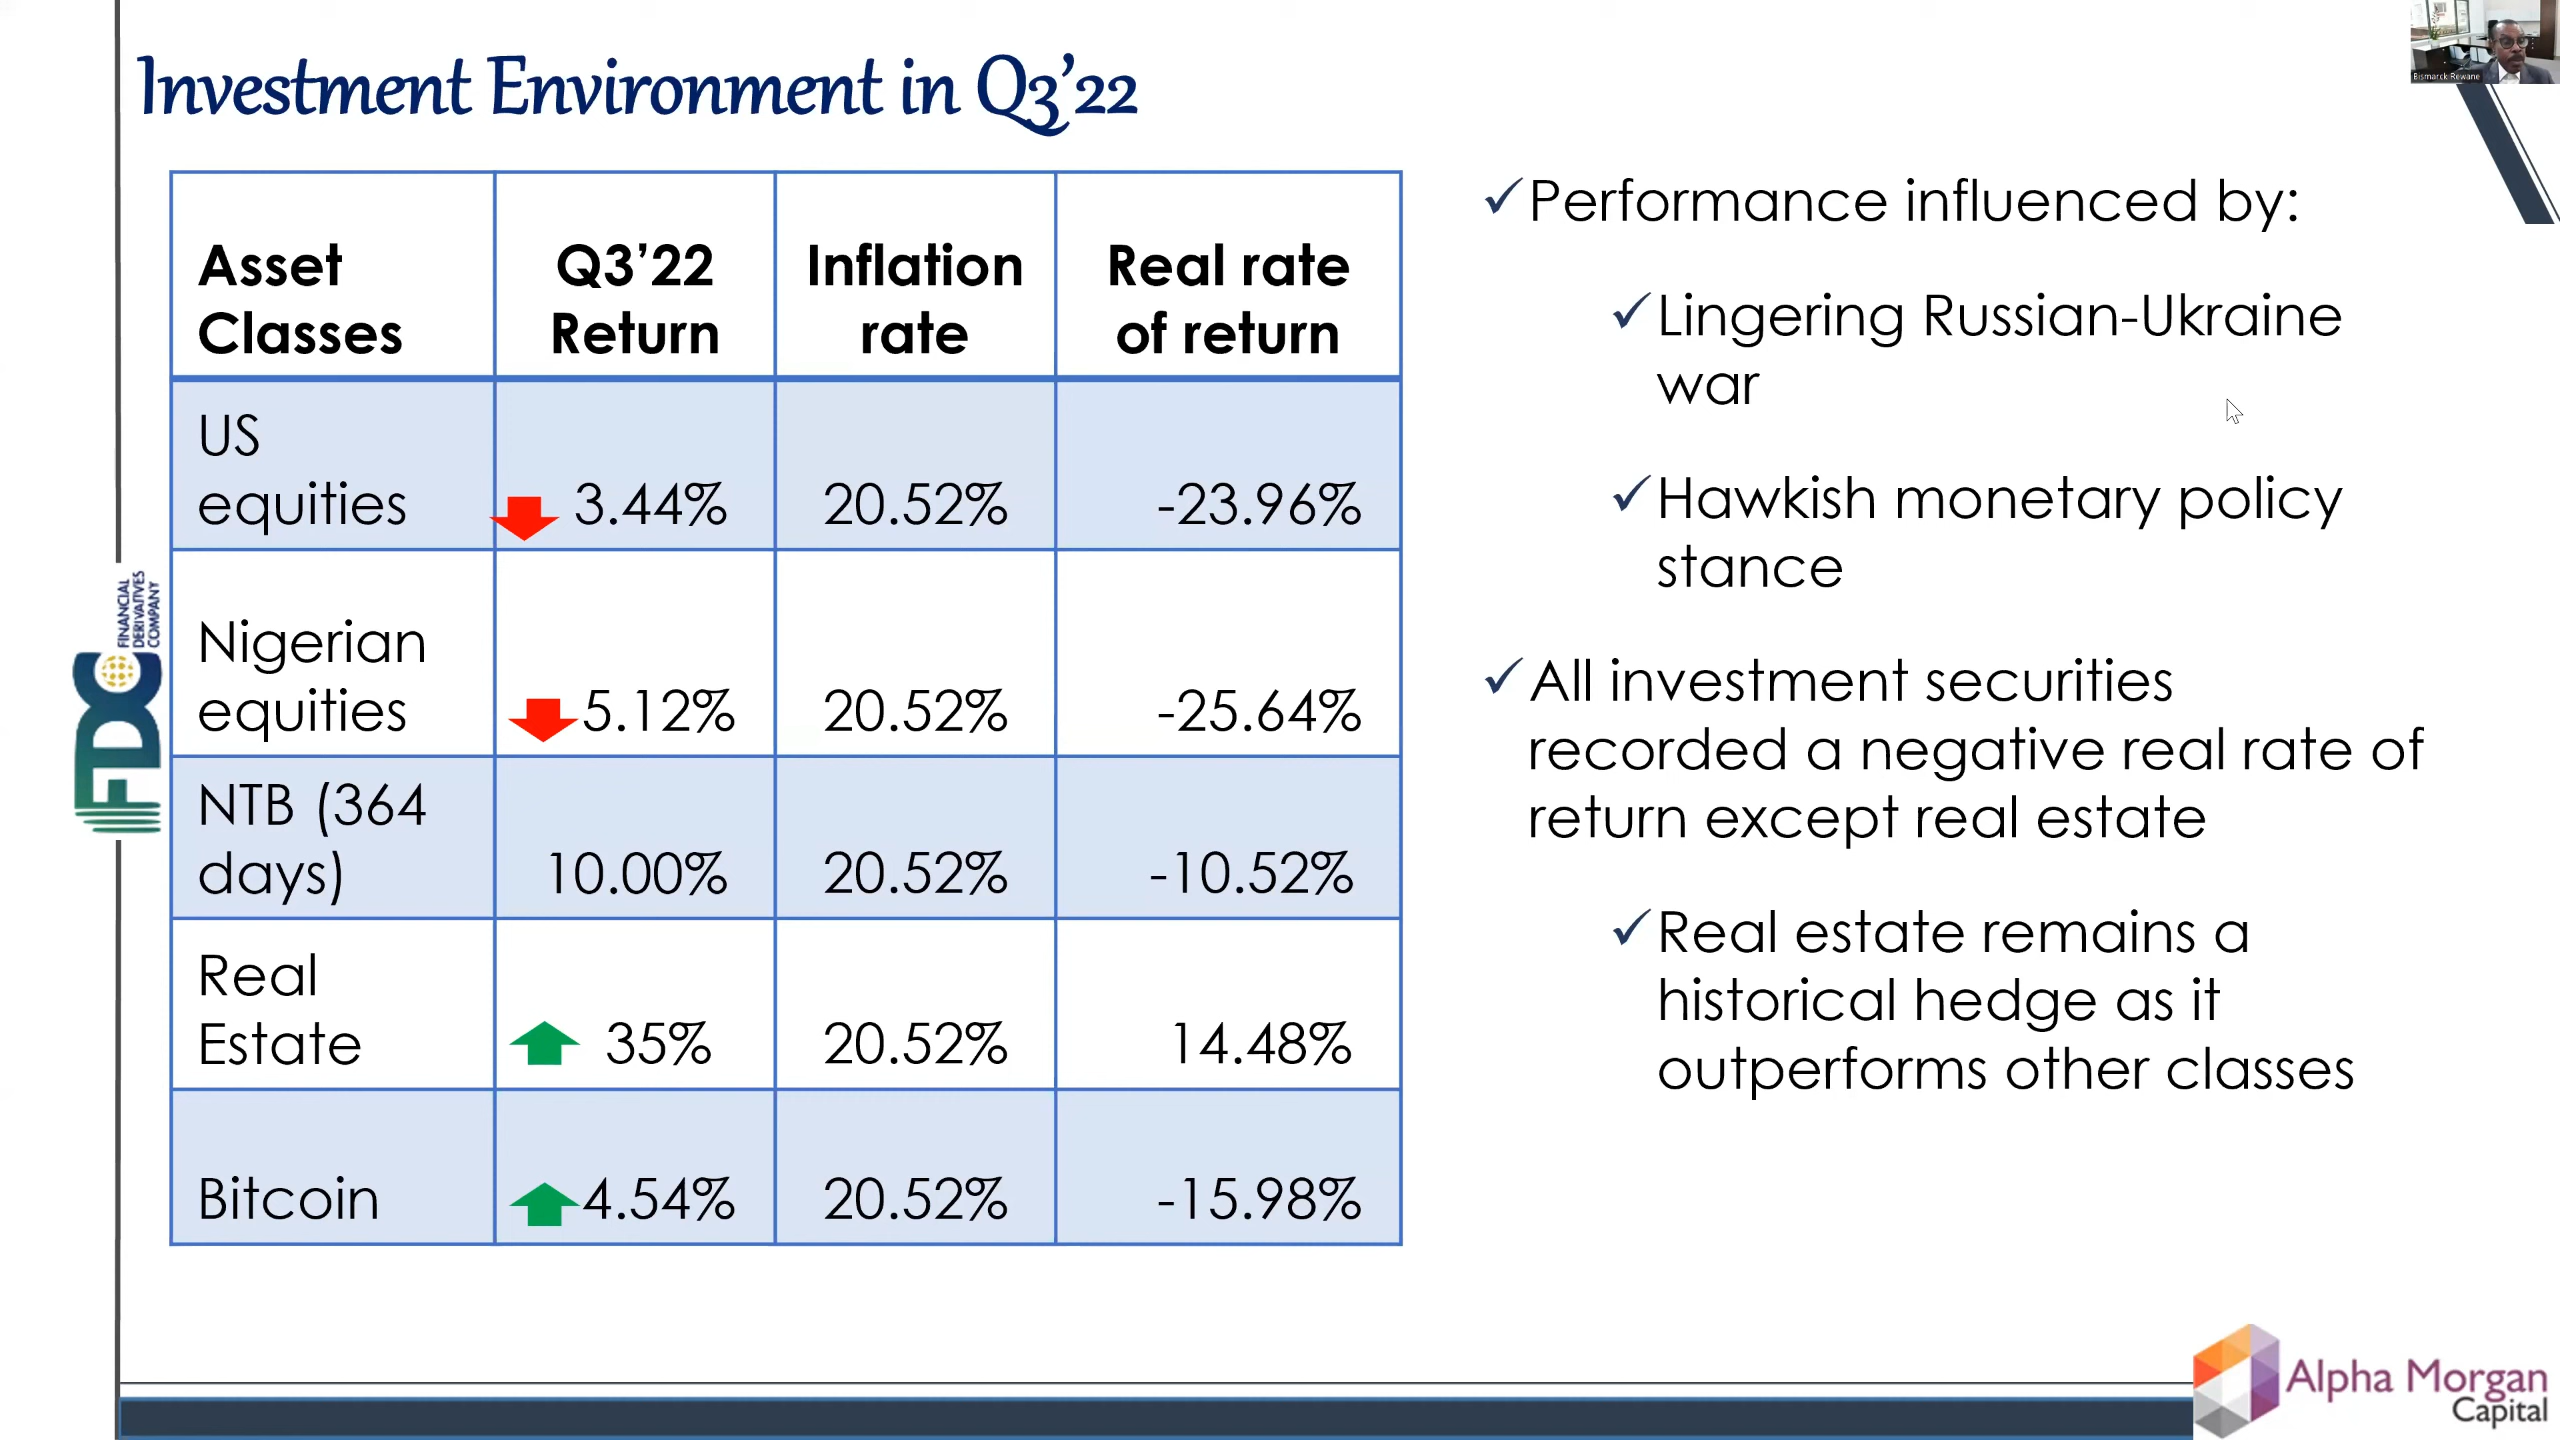 Investment Environment in Q3’22
Bismarck Rewane
Asset
Classes
Q3’22
Return
Inflation
rate
Real rate
of return
US
equities
3.44%
20.52%
-23.96%
Nigerian
equities
5.12%
20.52%
-25.64%
NTB (364
days)
10.00%
20.52%
-10.52%
Real
Estate
35%
20.52%
14.48%
Bitcoin
4.54%
20.52%
-15.98%
✓Performance influenced by:
✓Lingering Russian-Ukraine
war
✓Hawkish monetary policy
stance
✓All investment securities
recorded a negative real rate of
return except real estate
✓Real estate remains a
historical hedge as it
outperforms other classes
FDC
FINANCIAL
DERIVATIVES
COMPANY
Alpha Morgan
Capital